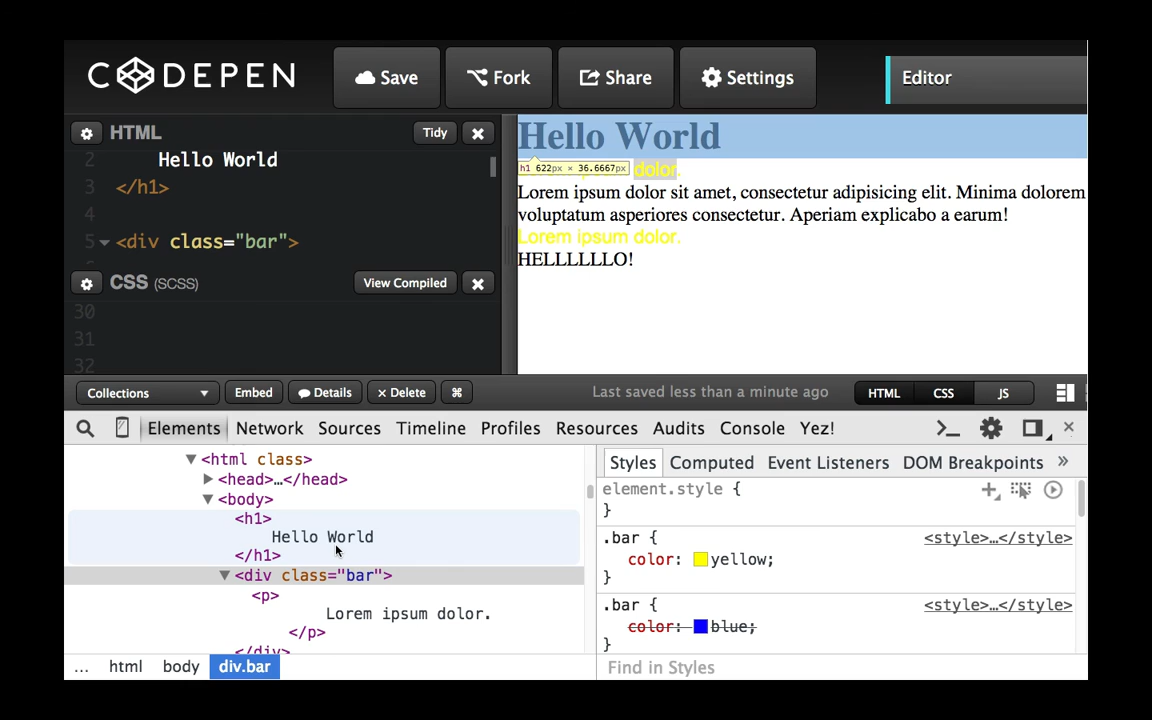 CODEPEN
Save
Fork
Share
Settings
Editor
HTML
Tidy
2 Hello World
3 </h1>
4
5 <div class="bar">
CSS (SCSS)
View Compiled
30
31
32
Hello World
h1 622px × 36.6667px
dolor.
Lorem ipsum dolor sit amet, consectetur adipisicing elit. Minima dolorem
voluptatum asperiores consectetur. Aperiam explicabo a earum!
Lorem ipsum dolor.
HELLLLLLO!
Collections
Embed
Details
× Delete
⌘
Last saved less than a minute ago
HTML
CSS
JS
Elements Network Sources Timeline Profiles Resources Audits Console Yez!
<html class>
<head>…</head>
<body>
<h1>
Hello World
</h1>
<div class="bar">
<p>
Lorem ipsum dolor.
</p>
</div>
… html body div.bar
Styles Computed Event Listeners DOM Breakpoints »
element.style {
}
.bar { <style>…</style>
color: yellow;
}
.bar { <style>…</style>
color: blue;
}
Find in Styles